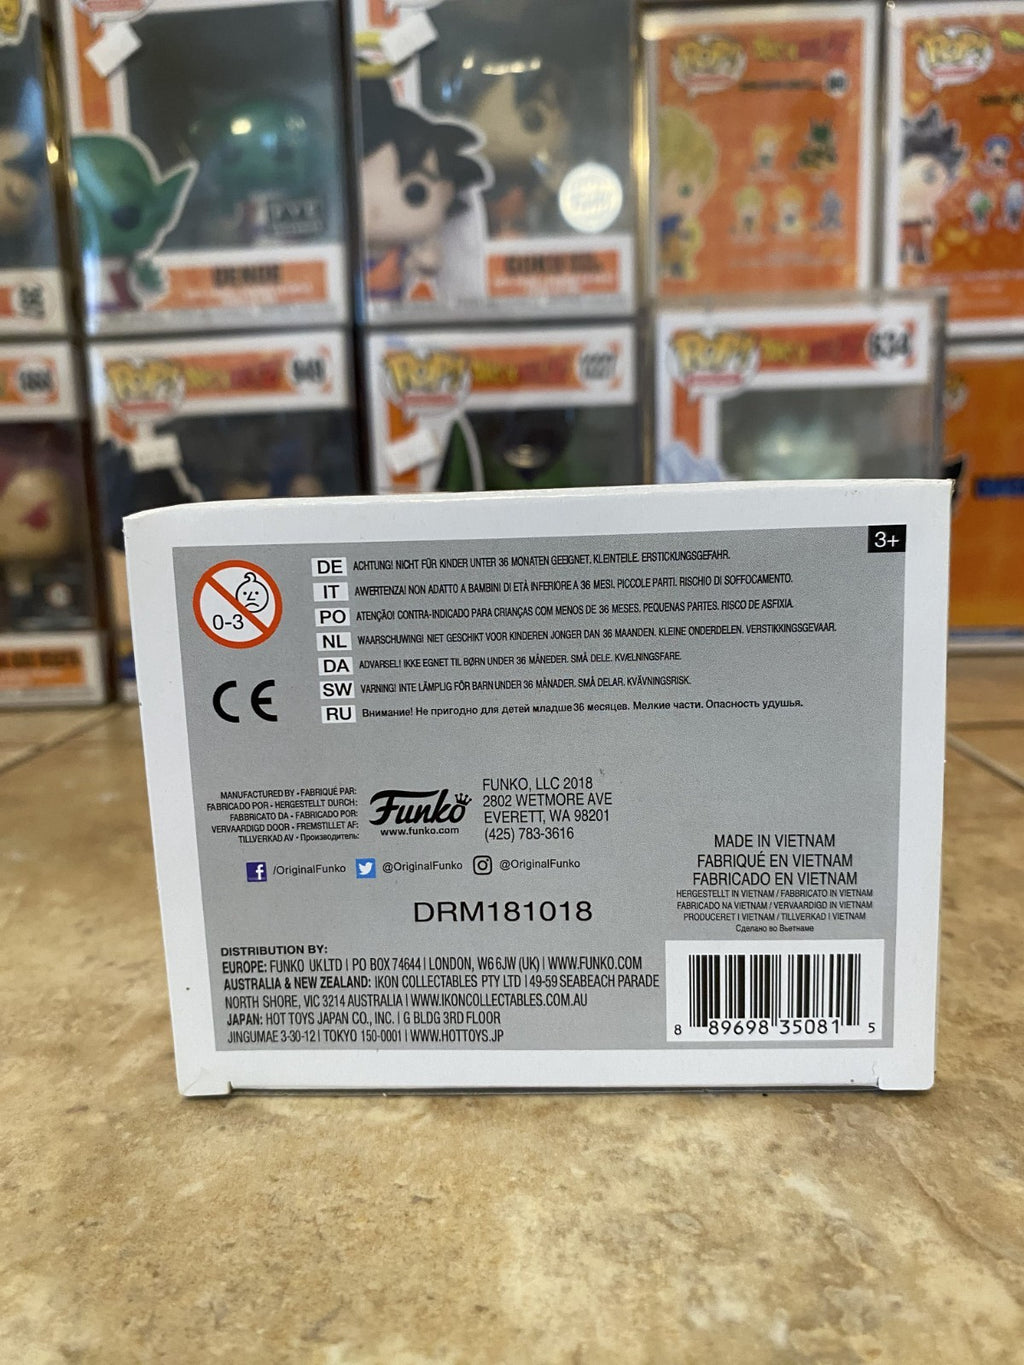 POP!
POP!
DENDE
POP!
POP!
POP!
634
3+
0-3
DE ACHTUNG! NICHT FÜR KINDER UNTER 36 MONATEN GEEIGNET. KLEINTEILE. ERSTICKUNGSGEFAHR.
IT AWERTENZA! NON ADATTO A BAMBINI DI ETÀ INFERIORE A 36 MESI. PICCOLE PARTI. RISCHIO DI SOFFOCAMENTO.
PO ATENÇÃO! CONTRA-INDICADO PARA CRIANÇAS COM MENOS DE 36 MESES. PEQUENAS PARTES. RISCO DE ASFIXIA.
NL WAARSCHUWING! NIET GESCHIKT VOOR KINDEREN JONGER DAN 36 MAANDEN. KLEINE ONDERDELEN. VERSTIKKINGSGEVAAR.
DA ADVARSEL! IKKE EGNET TIL BØRN UNDER 36 MÅNEDER. SMÅ DELE. KVÆLNINGSFARE.
SW VARNING! INTE LÄMPLIG FÖR BARN UNDER 36 MÅNADER. SMÅ DELAR. KVÄVNINGSRISK.
RU Внимание! Не пригодно для детей младше 36 месяцев. Мелкие части. Опасность удушья.
CE
MANUFACTURED BY - FABRIQUÉ PAR:
FABRICADO POR - HERGESTELLT DURCH:
FABBRICATO DA - FABRICADO POR:
VERVAARDIGD DOOR - FREMSTILLET AF:
TILLVERKAD AV - Производитель:
Funko
www.funko.com
FUNKO, LLC 2018
2802 WETMORE AVE
EVERETT, WA 98201
(425) 783-3616
/OriginalFunko @OriginalFunko @OriginalFunko
DRM181018
MADE IN VIETNAM
FABRIQUÉ EN VIETNAM
FABRICADO EN VIETNAM
HERGESTELLT IN VIETNAM / FABBRICATO IN VIETNAM
FABRICADO NA VIETNAM / VERVAARDIGD IN VIETNAM
PRODUCERET I VIETNAM / TILLVERKAD I VIETNAM
Сделано во Вьетнаме
DISTRIBUTION BY:
EUROPE: FUNKO UK LTD | PO BOX 74644 | LONDON, W6 6JW (UK) | WWW.FUNKO.COM
AUSTRALIA & NEW ZEALAND: IKON COLLECTABLES PTY LTD | 49-59 SEABEACH PARADE
NORTH SHORE, VIC 3214 AUSTRALIA | WWW.IKONCOLLECTABLES.COM.AU
JAPAN: HOT TOYS JAPAN CO., INC. | G BLDG 3RD FLOOR
JINGUMAE 3-30-12 | TOKYO 150-0001 | WWW.HOTTOYS.JP
8 89698 35081 5